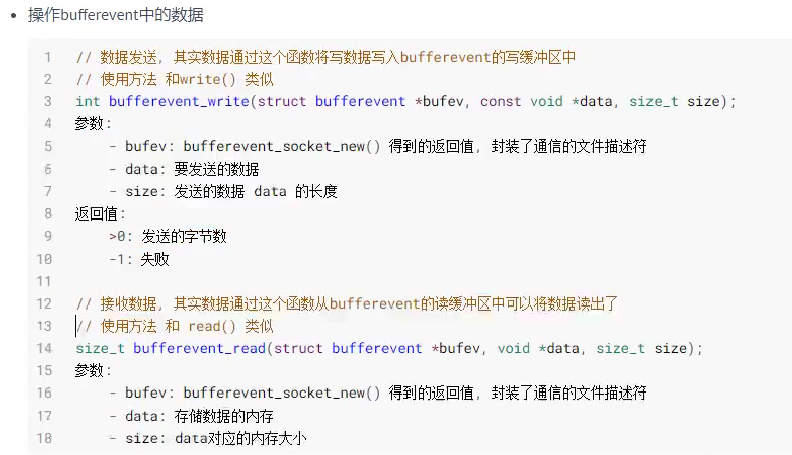 • 操作bufferevent中的数据
1 // 数据发送, 其实数据通过这个函数将写数据写入bufferevent的写缓冲区中
2 // 使用方法 和write() 类似
3 int bufferevent_write(struct bufferevent *bufev, const void *data, size_t size);
4 参数:
5 - bufev: bufferevent_socket_new() 得到的返回值, 封装了通信的文件描述符
6 - data: 要发送的数据
7 - size: 发送的数据 data 的长度
8 返回值:
9 >0: 发送的字节数
10 -1: 失败
11
12 // 接收数据, 其实数据通过这个函数从bufferevent的读缓冲区中可以将数据读出了
13 // 使用方法 和 read() 类似
14 size_t bufferevent_read(struct bufferevent *bufev, void *data, size_t size);
15 参数:
16 - bufev: bufferevent_socket_new() 得到的返回值, 封装了通信的文件描述符
17 - data: 存储数据的内存
18 - size: data对应的内存大小